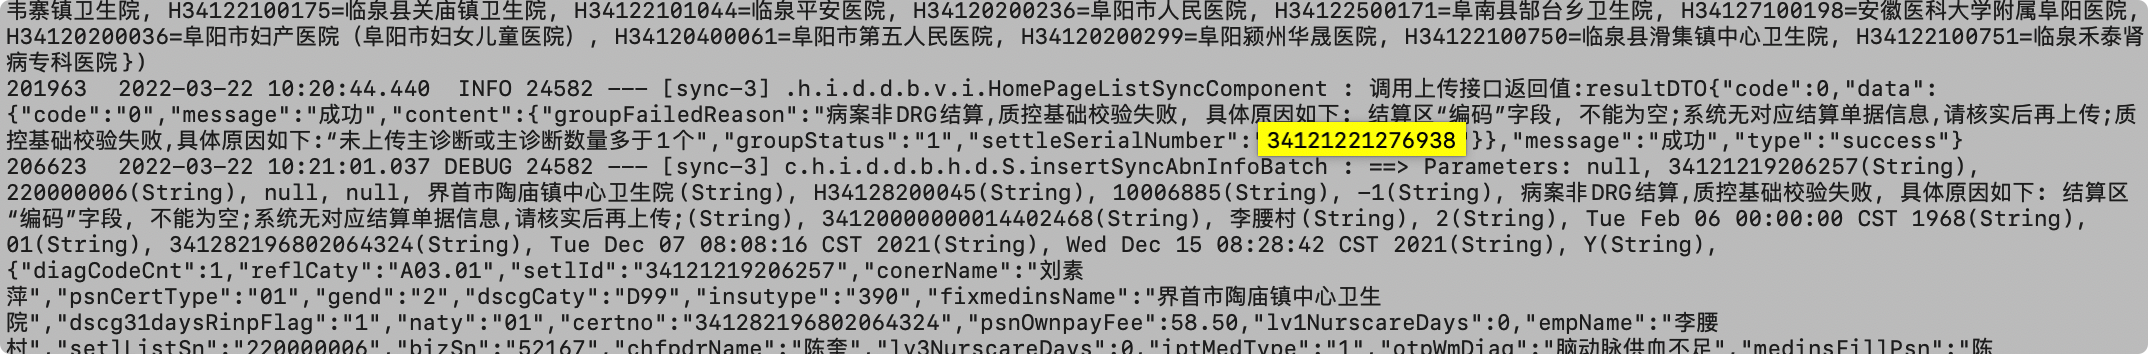 韦寨镇卫生院, H34122100175=临泉县关庙镇卫生院, H34122101044=临泉平安医院, H34120200236=阜阳市人民医院, H34122500171=阜南县郜台乡卫生院, H34127100198=安徽医科大学附属阜阳医院,
H34120200036=阜阳市妇产医院（阜阳市妇女儿童医院）, H34120400061=阜阳市第五人民医院, H34120200299=阜阳颍州华晟医院, H34122100750=临泉县滑集镇中心卫生院, H34122100751=临泉禾泰肾
病专科医院})
201963  2022-03-22 10:20:44.440  INFO 24582 --- [sync-3] .h.i.d.d.b.v.i.HomePageListSyncComponent : 调用上传接口返回值:resultDTO{"code":0,"data":
{"code":"0","message":"成功","content":{"groupFailedReason":"病案非DRG结算,质控基础校验失败, 具体原因如下: 结算区“编码”字段, 不能为空;系统无对应结算单据信息,请核实后再上传;质
控基础校验失败,具体原因如下:“未上传主诊断或主诊断数量多于1个","groupStatus":"1","settleSerialNumber":"34121221276938"}},"message":"成功","type":"success"}
206623  2022-03-22 10:21:01.037 DEBUG 24582 --- [sync-3] c.h.i.d.d.b.h.d.S.insertSyncAbnInfoBatch : ==> Parameters: null, 34121219206257(String),
220000006(String), null, null, 界首市陶庙镇中心卫生院(String), H34128200045(String), 10006885(String), -1(String), 病案非DRG结算,质控基础校验失败, 具体原因如下: 结算区
“编码”字段, 不能为空;系统无对应结算单据信息,请核实后再上传;(String), 34120000000014402468(String), 李腰村(String), 2(String), Tue Feb 06 00:00:00 CST 1968(String),
01(String), 341282196802064324(String), Tue Dec 07 08:08:16 CST 2021(String), Wed Dec 15 08:28:42 CST 2021(String), Y(String),
{"diagCodeCnt":1,"reflCaty":"A03.01","setlId":"34121219206257","conerName":"刘素
萍","psnCertType":"01","gend":"2","dscgCaty":"D99","insutype":"390","fixmedinsName":"界首市陶庙镇中心卫生
院","dscg31daysRinpFlag":"1","naty":"01","certno":"341282196802064324","psnOwnpayFee":58.50,"lv1NurscareDays":0,"empName":"李腰
村","setlListSn":"220000006","bizSn":"52167","chfpdrName":"陈奎","lv3NurscareDays":0,"iptMedType":"1","otpWmDiag":"脑动脉供血不足","medinsFillPsn":"陈